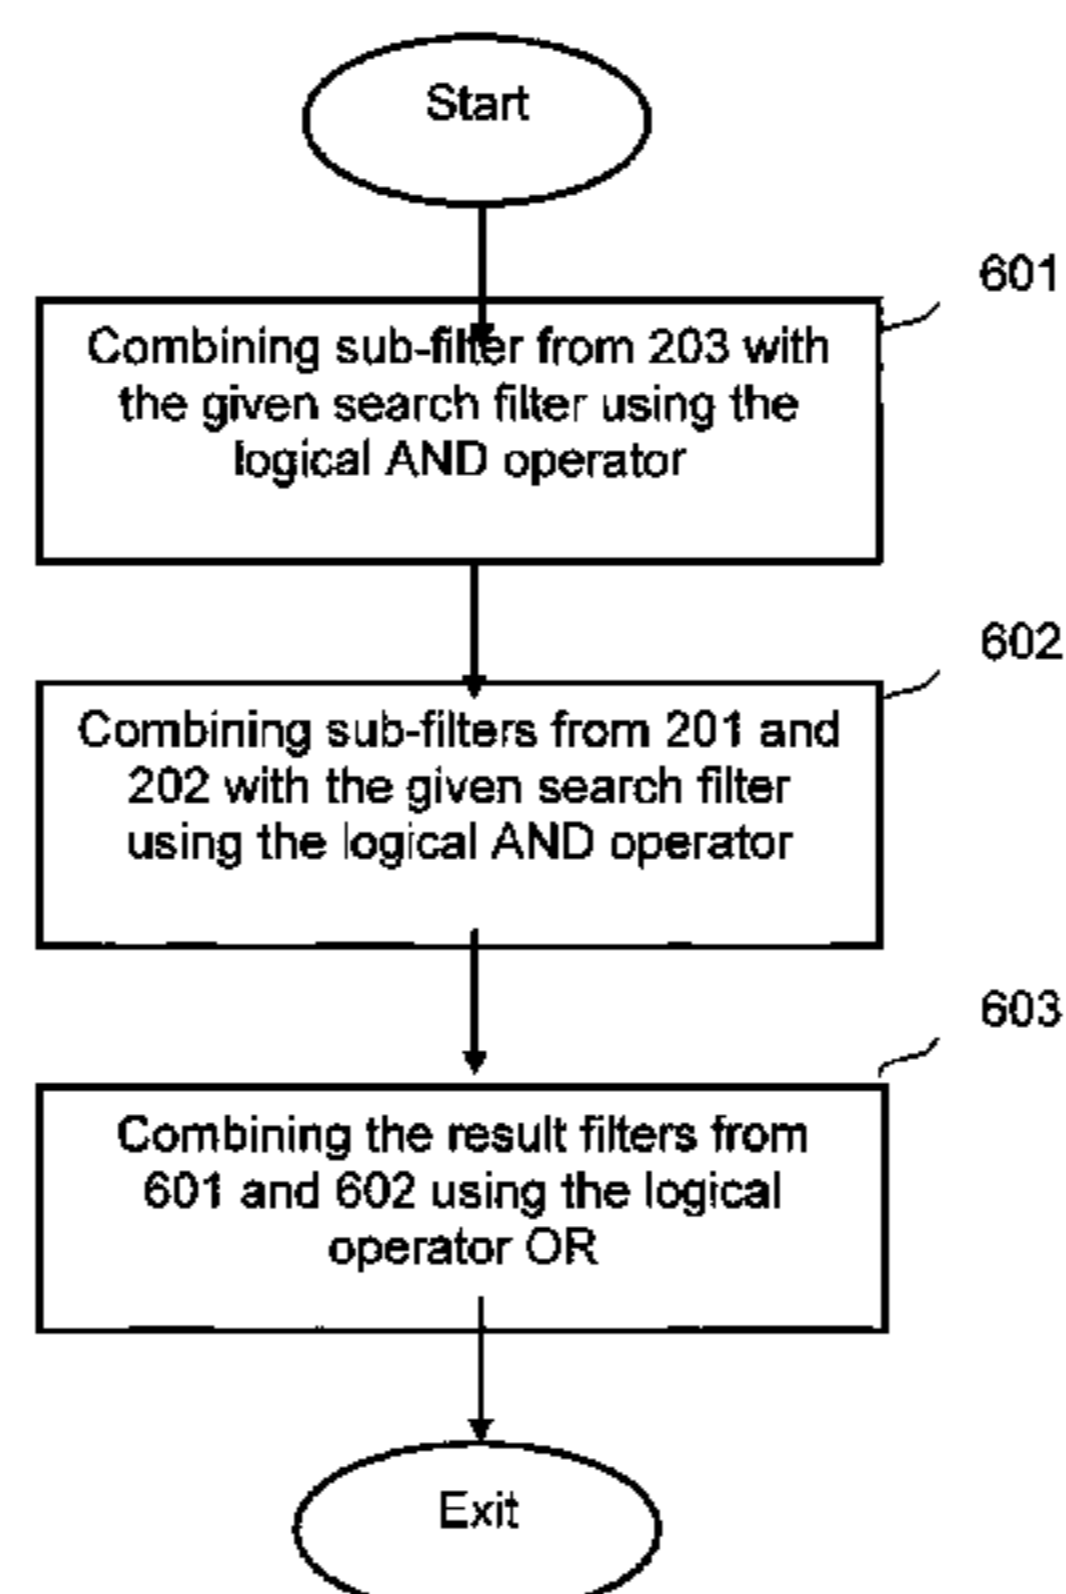 Start
601
Combining sub-filter from 203 with
the given search filter using the
logical AND operator
602
Combining sub-filters from 201 and
202 with the given search filter
using the logical AND operator
603
Combining the result filters from
601 and 602 using the logical
operator OR
Exit